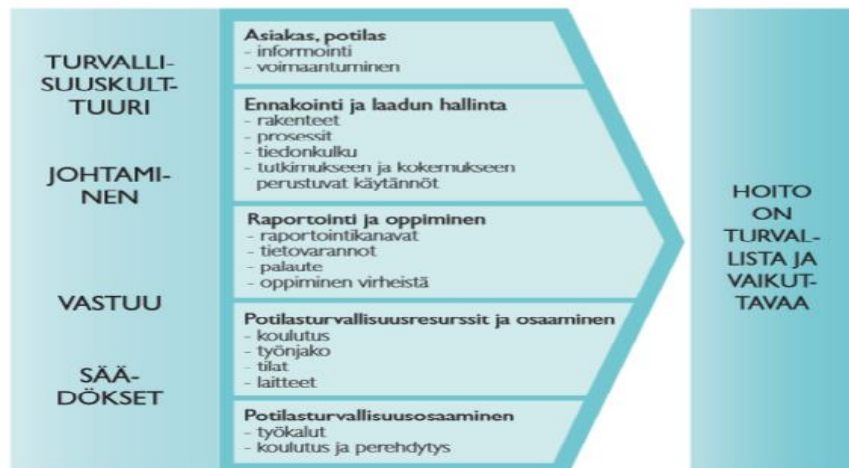 TURVALLI-
SUUSKULT-
TUURI
JOHTAMI-
NEN
VASTUU
SÄÄ-
DÖKSET
Asiakas, potilas
- informointi
- voimaantuminen
Ennakointi ja laadun hallinta
- rakenteet
- prosessit
- tiedonkulku
- tutkimukseen ja kokemukseen
perustuvat käytännöt
Raportointi ja oppiminen
- raportointikanavat
- tietovarannot
- palaute
- oppiminen virheistä
Potilasturvallisuusresurssit ja osaaminen
- koulutus
- työnjako
- tilat
- laitteet
Potilasturvallisuusosaaminen
- työkalut
- koulutus ja perehdytys
HOITO
ON
TURVAL-
LISTA JA
VAIKUT-
TAVAA